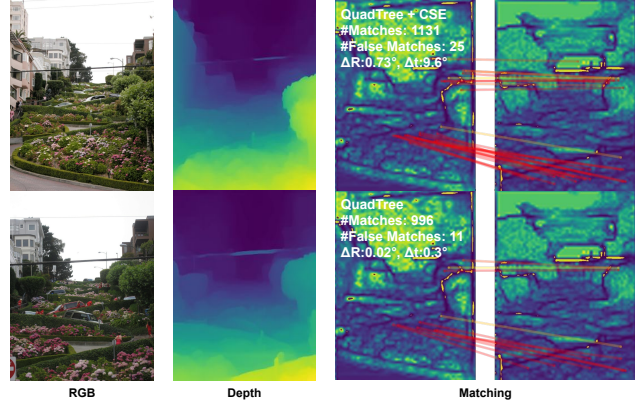 QuadTree + CSE
#Matches: 1131
#False Matches: 25
ΔR:0.73°, Δt:9.6°
QuadTree
#Matches: 996
#False Matches: 11
ΔR:0.02°, Δt:0.3°
RGB
Depth
Matching